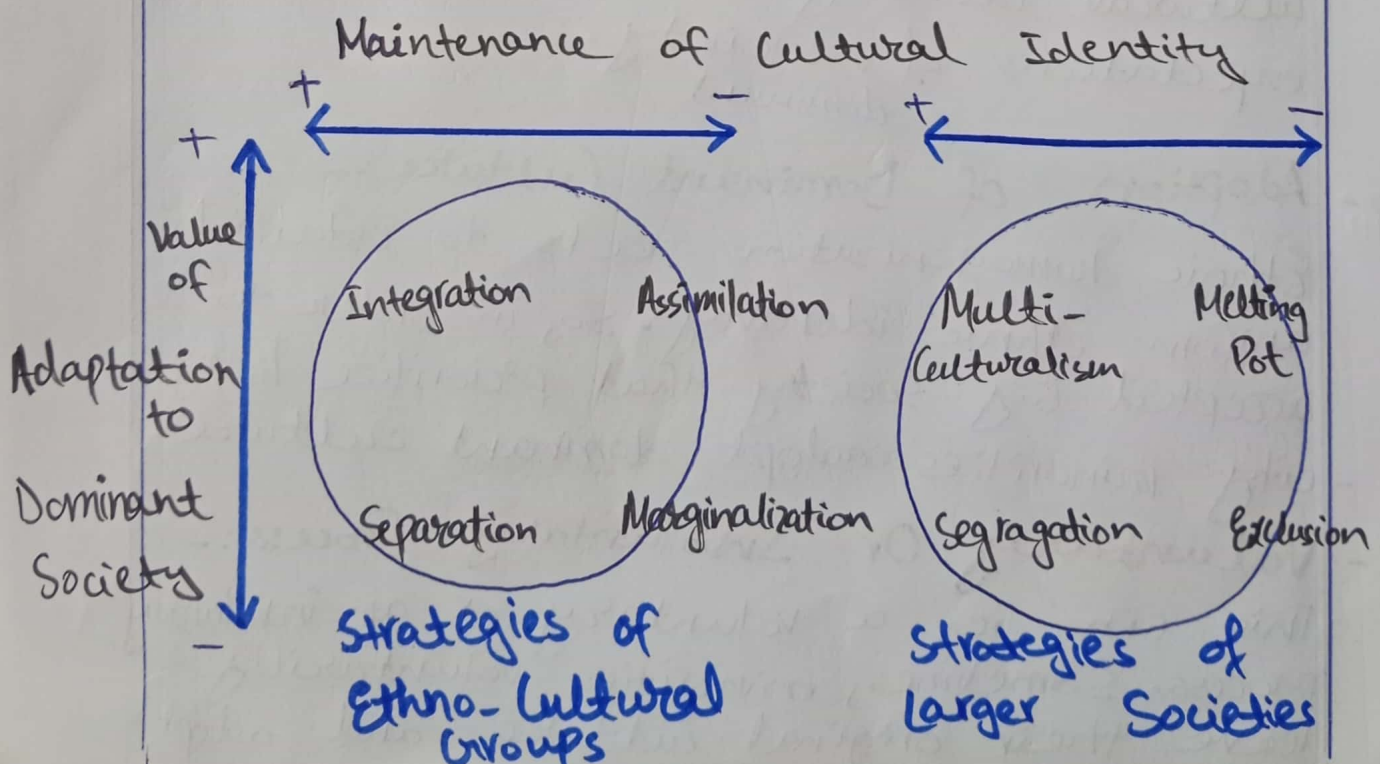 Maintenance of Cultural Identity
+ − + −
+
Value
of
Adaptation
to
Dominant
Society
−
Integration Assimilation
Separation Marginalization
Strategies of
Ethno-Cultural
Groups
Multi- Melting
Culturalism Pot
Segragation Exclusion
Strategies of
Larger Societies